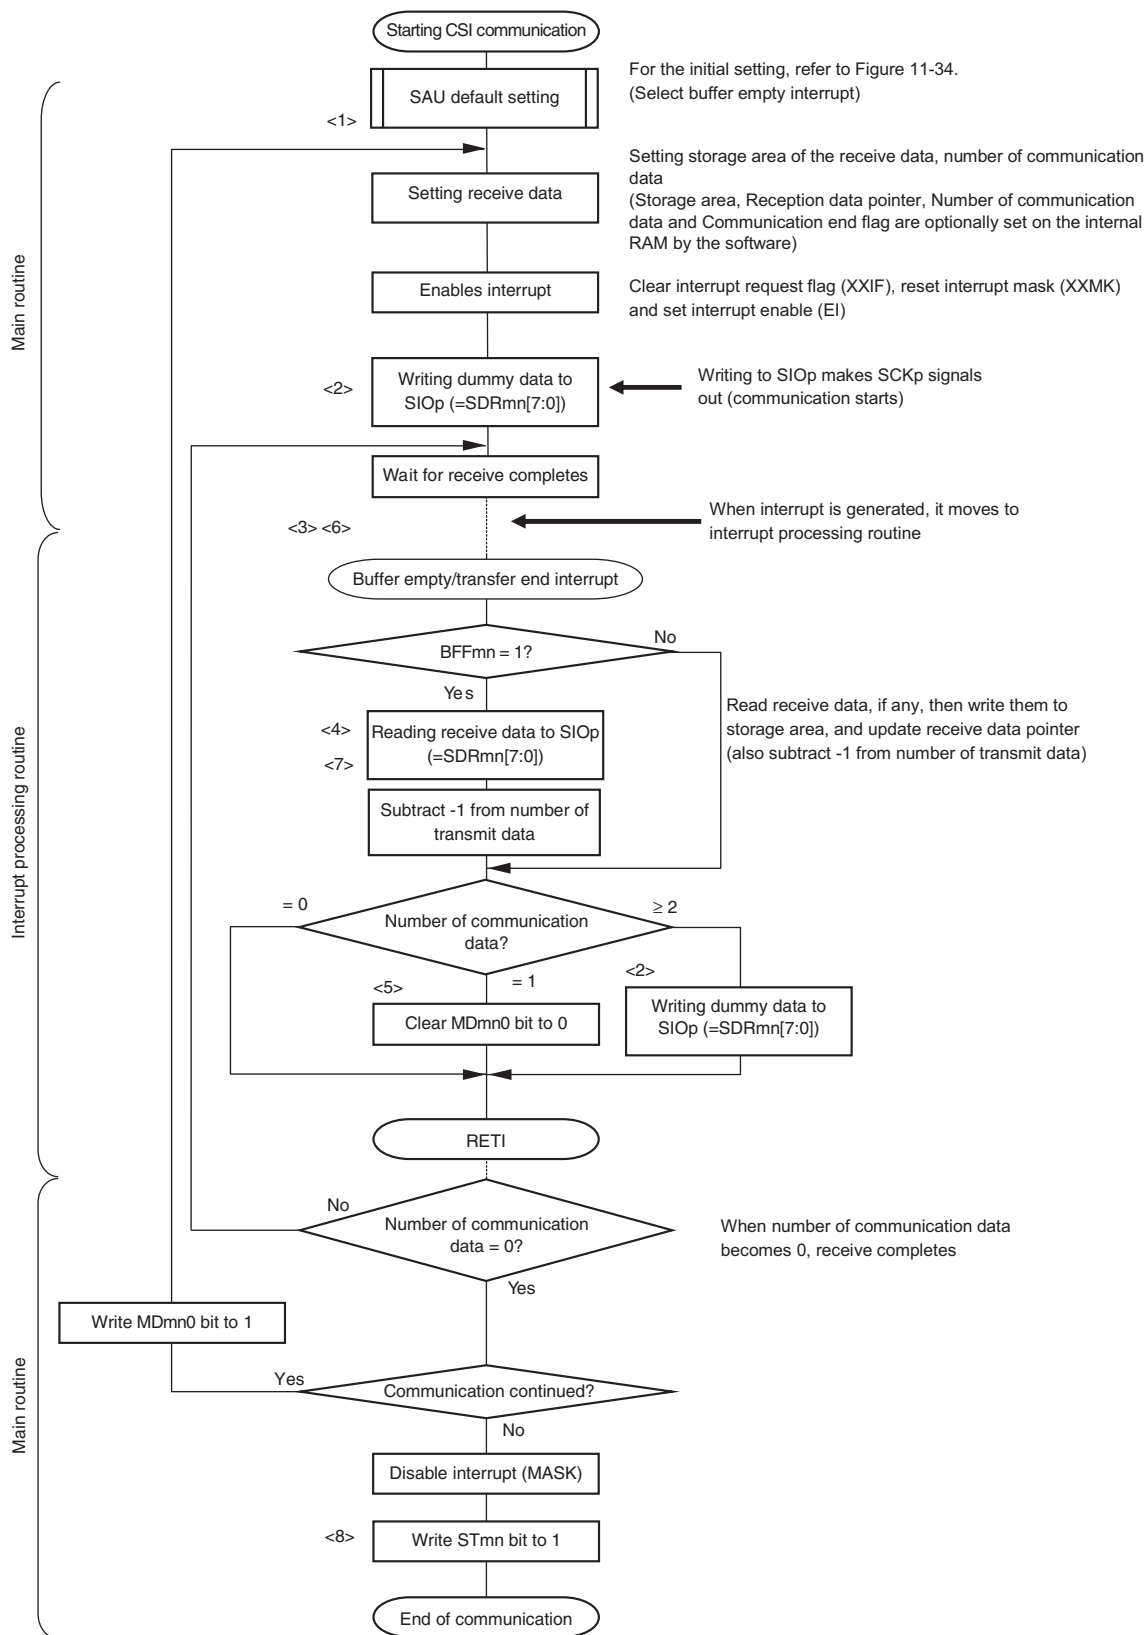 Starting CSI communication
For the initial setting, refer to Figure 11-34.
(Select buffer empty interrupt)
SAU default setting
<1>
Setting storage area of the receive data, number of communication
data
(Storage area, Reception data pointer, Number of communication
data and Communication end flag are optionally set on the internal
RAM by the software)
Setting receive data
Main routine
Enables interrupt
Clear interrupt request flag (XXIF), reset interrupt mask (XXMK)
and set interrupt enable (EI)
<2>
Writing dummy data to
SIOp (=SDRmn[7:0])
Writing to SIOp makes SCKp signals
out (communication starts)
Wait for receive completes
<3> <6>
When interrupt is generated, it moves to
interrupt processing routine
Buffer empty/transfer end interrupt
BFFmn = 1?
No
Yes
<4>
Reading receive data to SIOp
(=SDRmn[7:0])
<7>
Read receive data, if any, then write them to
storage area, and update receive data pointer
(also subtract -1 from number of transmit data)
Subtract -1 from number of
transmit data
Interrupt processing routine
= 0
Number of communication
data?
≥ 2
= 1
<5>
Clear MDmn0 bit to 0
<2>
Writing dummy data to
SIOp (=SDRmn[7:0])
RETI
No
Number of communication
data = 0?
When number of communication data
becomes 0, receive completes
Yes
Write MDmn0 bit to 1
Main routine
Yes
Communication continued?
No
Disable interrupt (MASK)
<8>
Write STmn bit to 1
End of communication